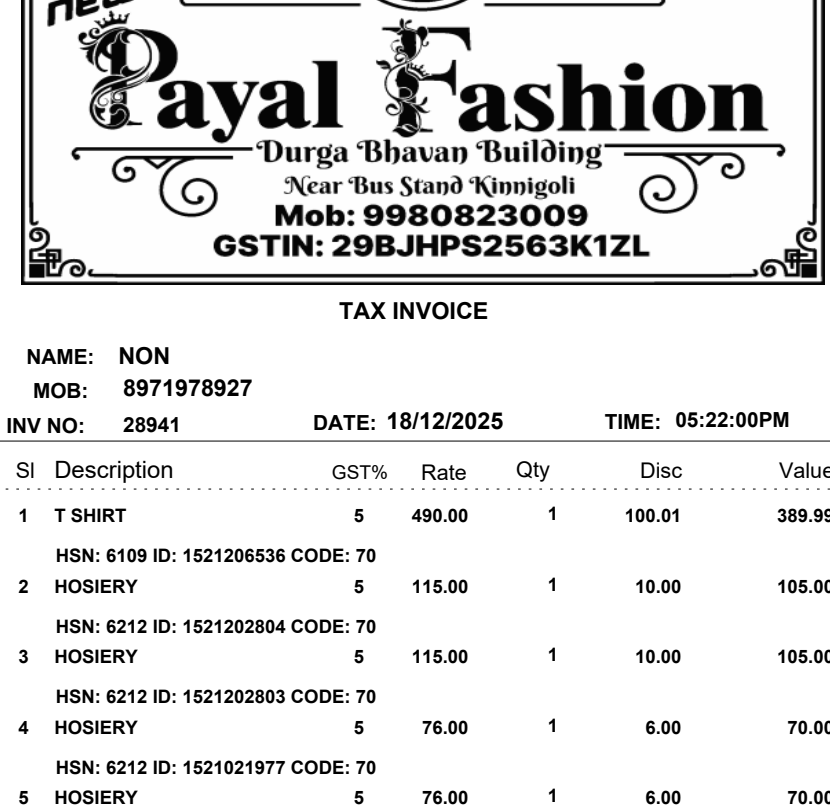 Payal Fashion
Durga Bhavan Building
Near Bus Stand Kinnigoli
Mob: 9980823009
GSTIN: 29BJHPS2563K1ZL
TAX INVOICE
NAME: NON
MOB: 8971978927
INV NO: 28941 DATE: 18/12/2025 TIME: 05:22:00PM
Sl Description GST% Rate Qty Disc Value
1 T SHIRT 5 490.00 1 100.01 389.99
HSN: 6109 ID: 1521206536 CODE: 70
2 HOSIERY 5 115.00 1 10.00 105.00
HSN: 6212 ID: 1521202804 CODE: 70
3 HOSIERY 5 115.00 1 10.00 105.00
HSN: 6212 ID: 1521202803 CODE: 70
4 HOSIERY 5 76.00 1 6.00 70.00
HSN: 6212 ID: 1521021977 CODE: 70
5 HOSIERY 5 76.00 1 6.00 70.00